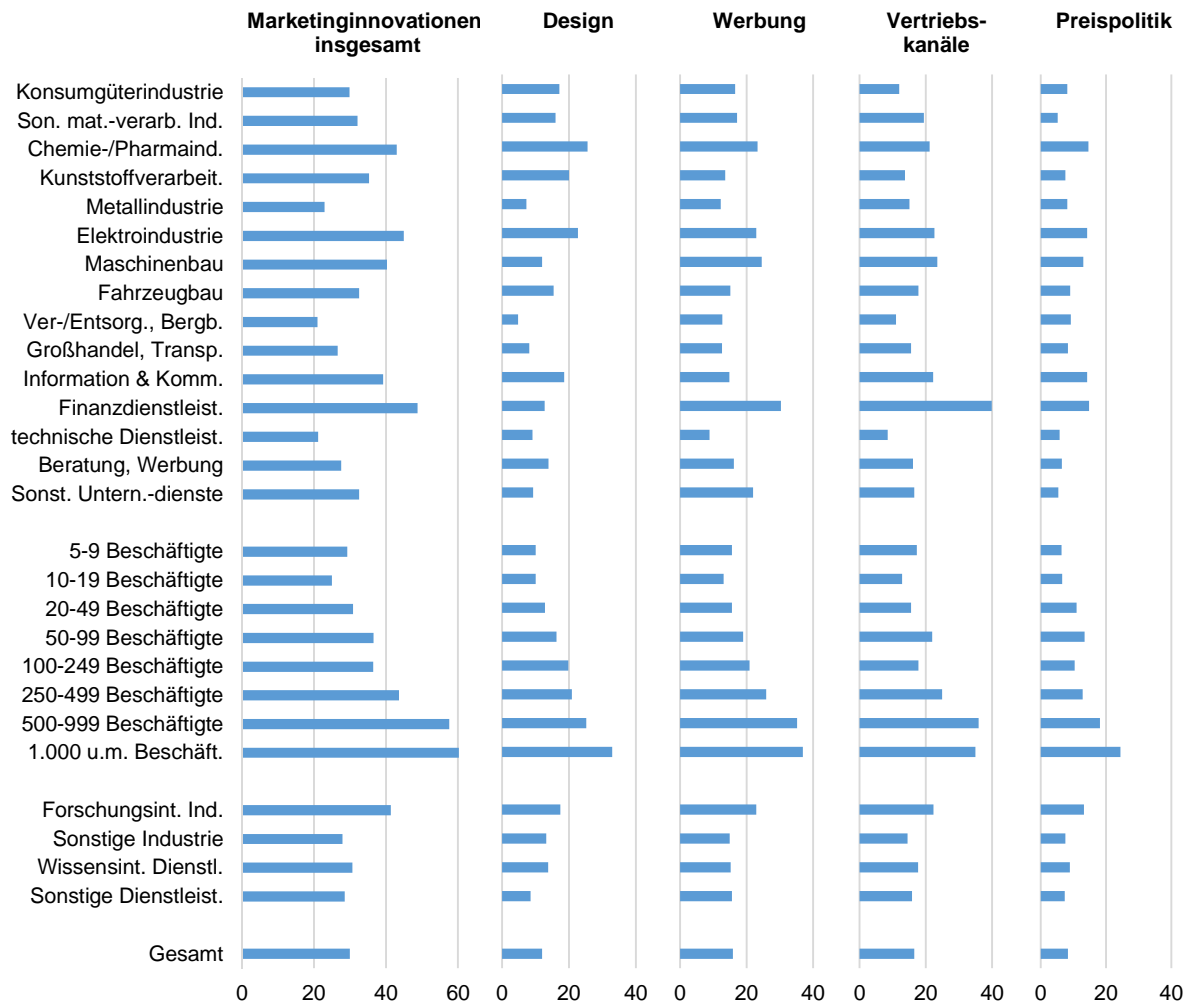 Marketinginnovationen insgesamt
Design
Werbung
Vertriebs-
kanäle
Preispolitik
0 20 40 60 0 20 40 0 20 40 0 20 40 0 20 40
Konsumgüterindustrie
Son. mat.-verarb. Ind.
Chemie-/Pharmaind.
Kunststoffverarbeit.
Metallindustrie
Elektroindustrie
Maschinenbau
Fahrzeugbau
Ver-/Entsorg., Bergb.
Großhandel, Transp.
Information & Komm.
Finanzdienstleist.
technische Dienstleist.
Beratung, Werbung
Sonst. Untern.-dienste
5-9 Beschäftigte
10-19 Beschäftigte
20-49 Beschäftigte
50-99 Beschäftigte
100-249 Beschäftigte
250-499 Beschäftigte
500-999 Beschäftigte
1.000 u.m. Beschäft.
Forschungsint. Ind.
Sonstige Industrie
Wissensint. Dienstl.
Sonstige Dienstleist.
Gesamt